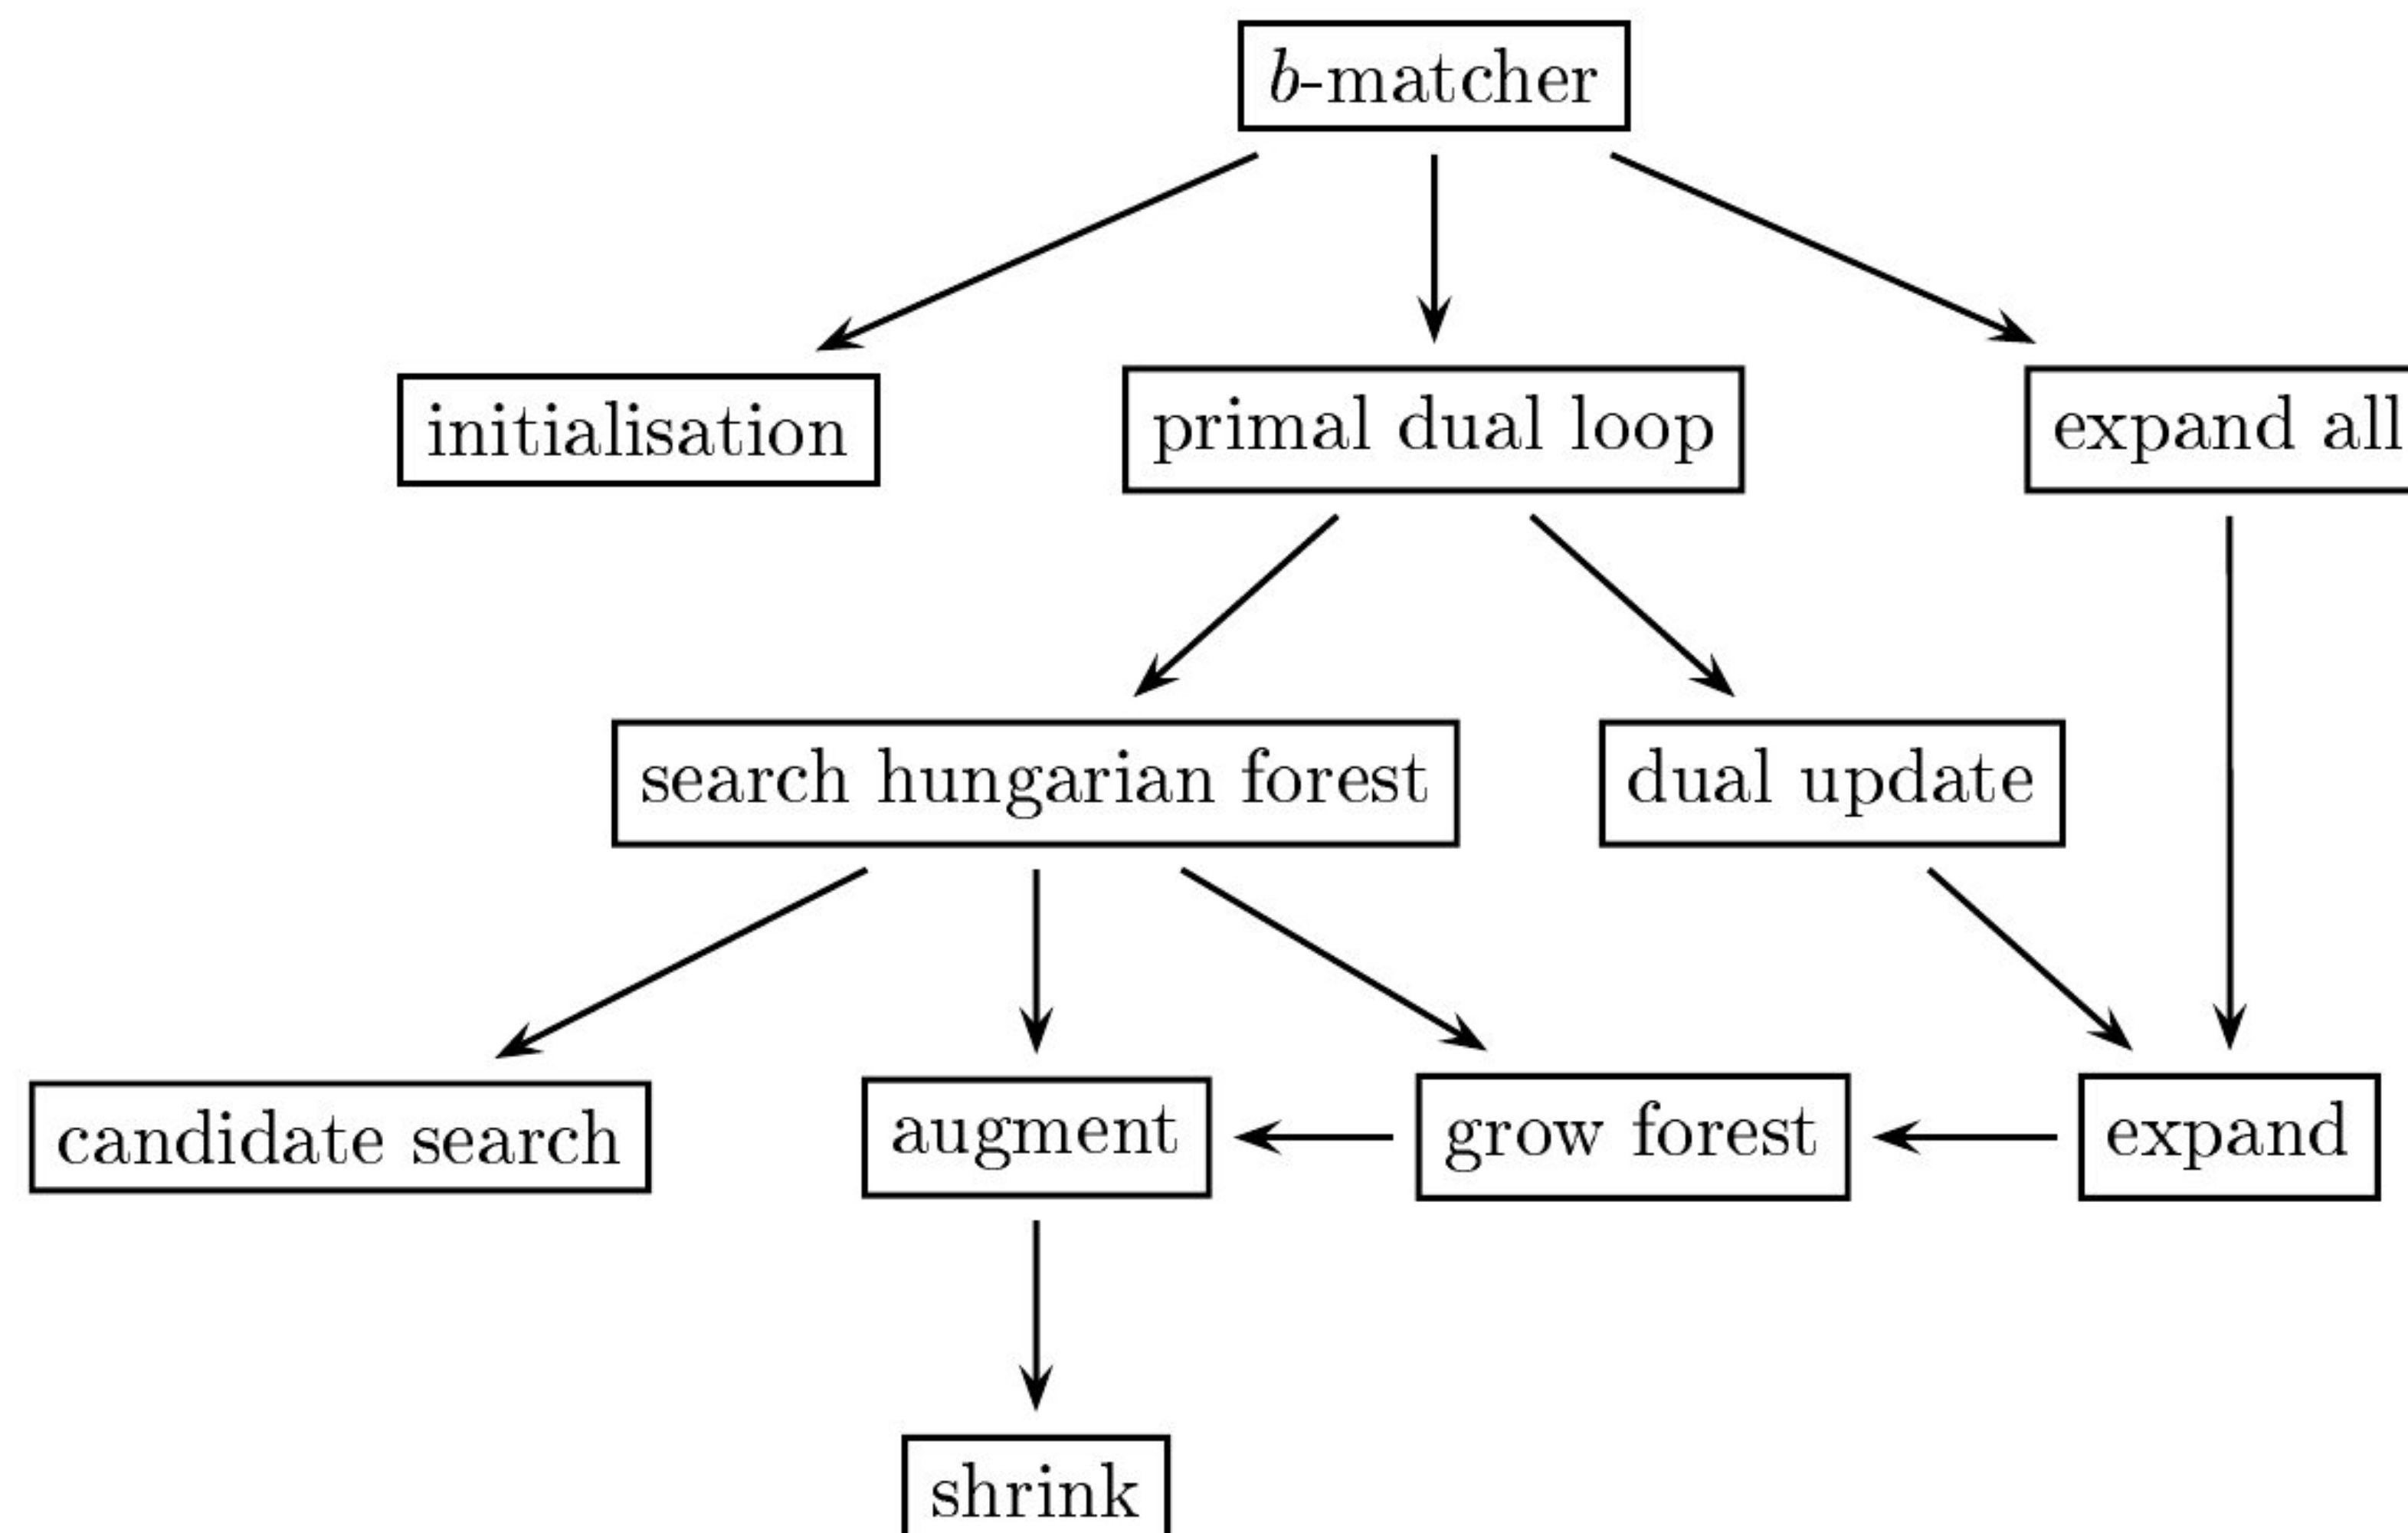 b-matcher
initialisation
primal dual loop
expand all
search hungarian forest
dual update
candidate search
augment
grow forest
expand
shrink